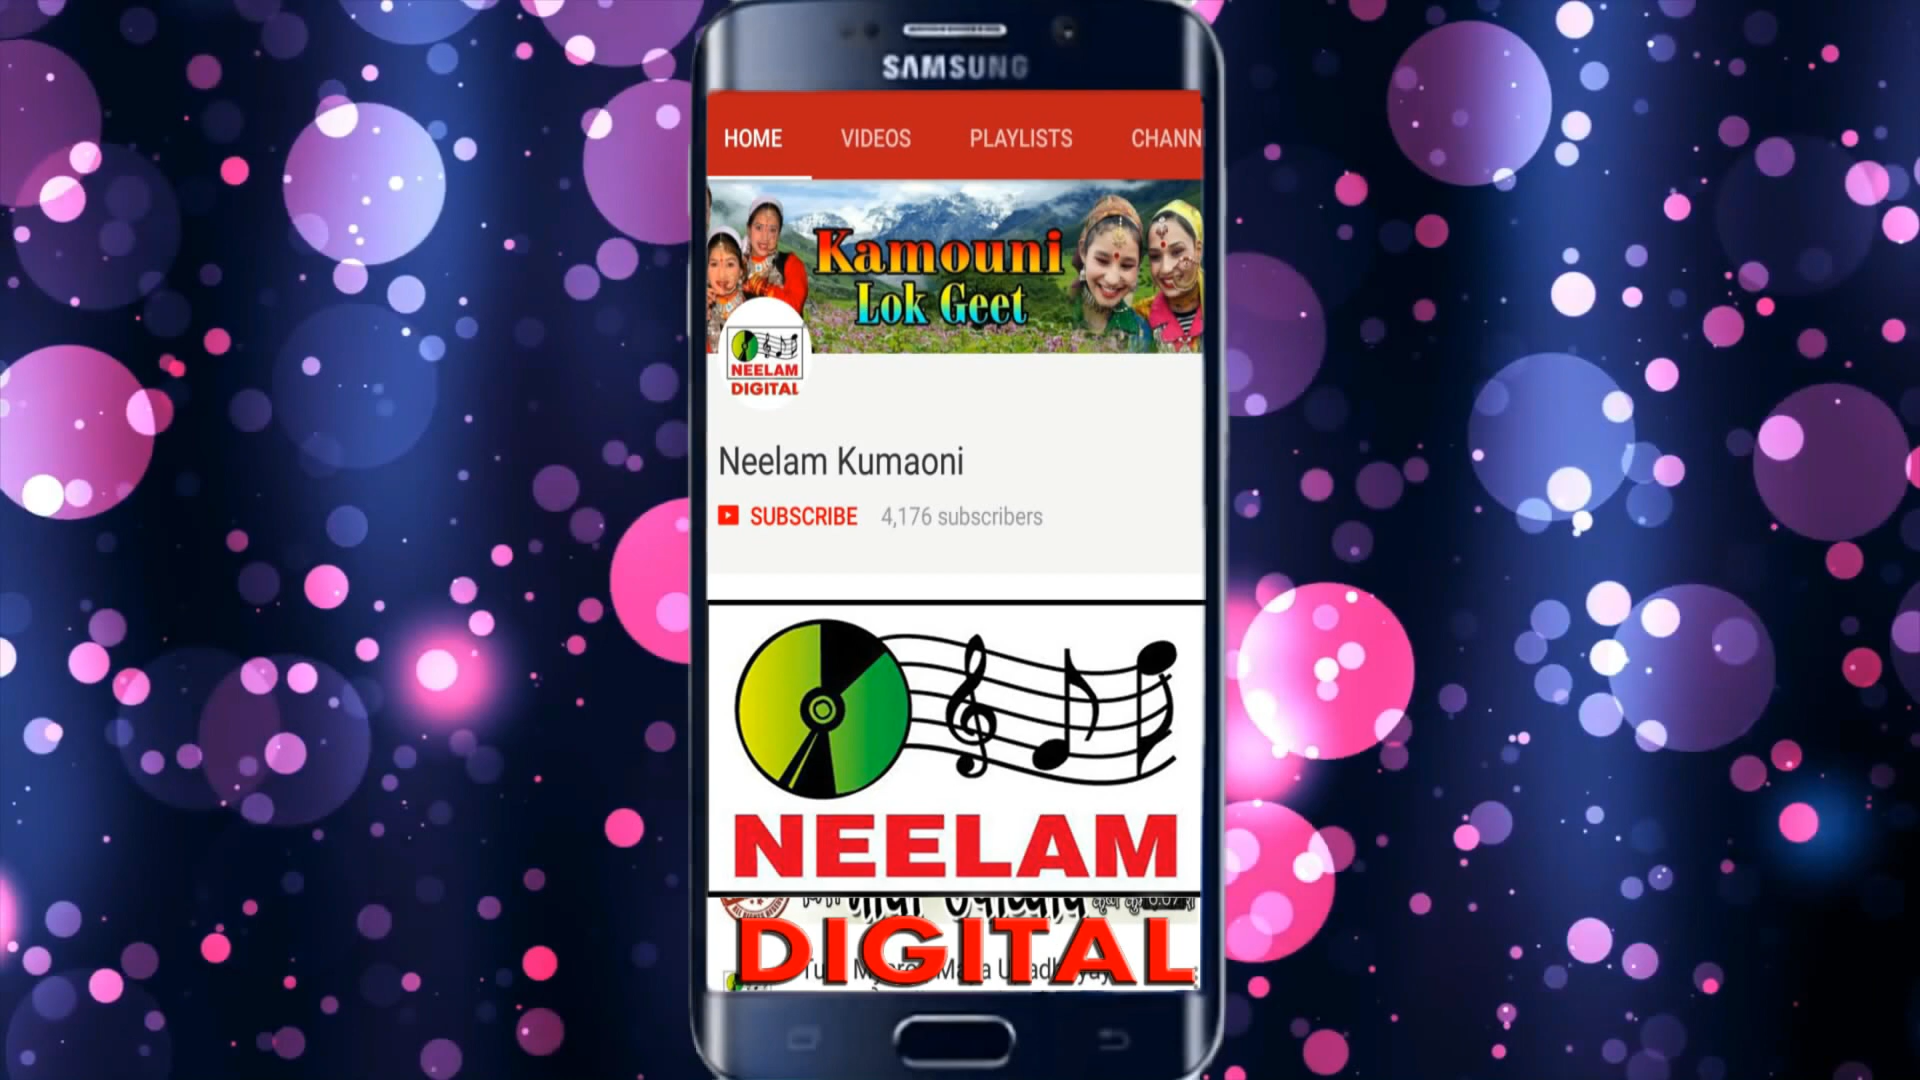 SAMSUNG
HOME VIDEOS PLAYLISTS CHANN
Kamouni
Lok Geet
NEELAM
DIGITAL
Neelam Kumaoni
SUBSCRIBE 4,176 subscribers
NEELAM
DIGITAL